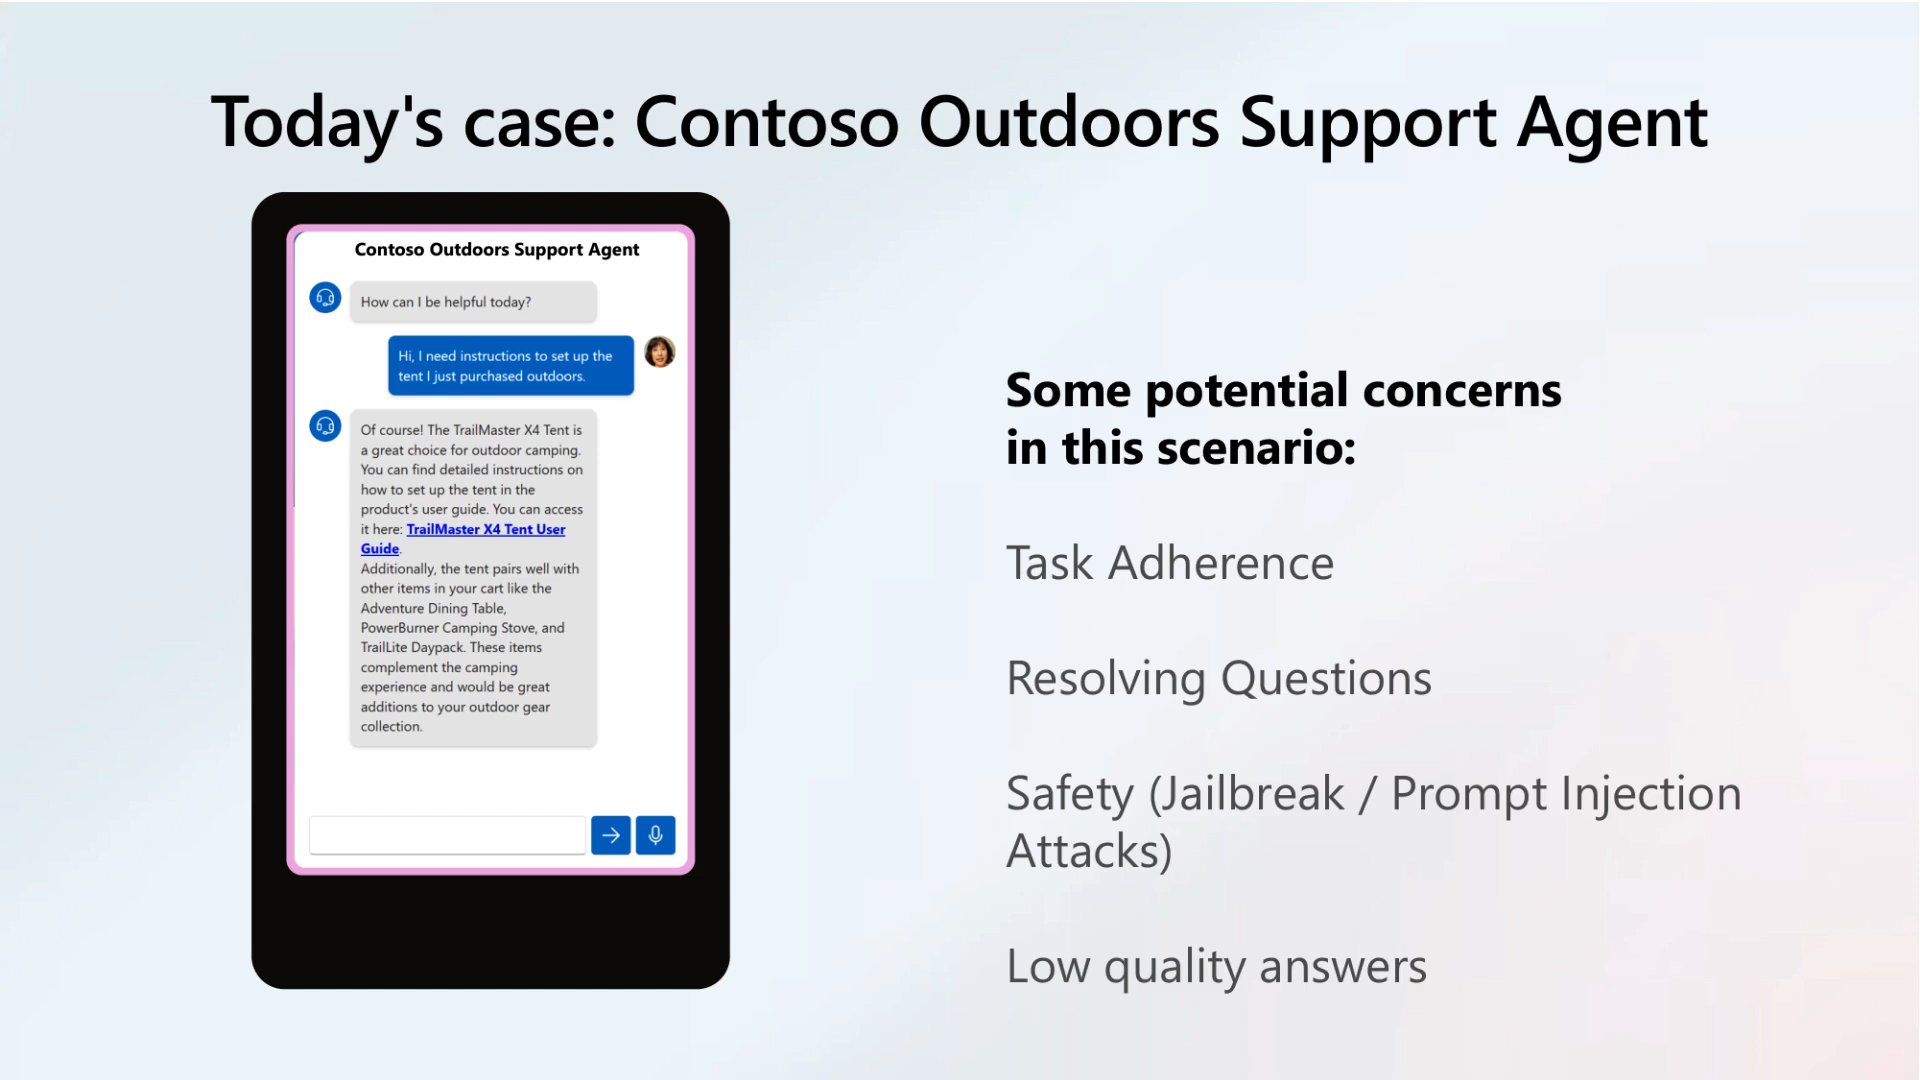 Today's case: Contoso Outdoors Support Agent
Contoso Outdoors Support Agent
How can I be helpful today?
Hi, I need instructions to set up the
tent I just purchased outdoors.
Of course! The TrailMaster X4 Tent is
a great choice for outdoor camping.
You can find detailed instructions on
how to set up the tent in the
product's user guide. You can access
it here: TrailMaster X4 Tent User
Guide.
Additionally, the tent pairs well with
other items in your cart like the
Adventure Dining Table,
PowerBurner Camping Stove, and
TrailLite Daypack. These items
complement the camping
experience and would be great
additions to your outdoor gear
collection.
Some potential concerns
in this scenario:
Task Adherence
Resolving Questions
Safety (Jailbreak / Prompt Injection
Attacks)
Low quality answers